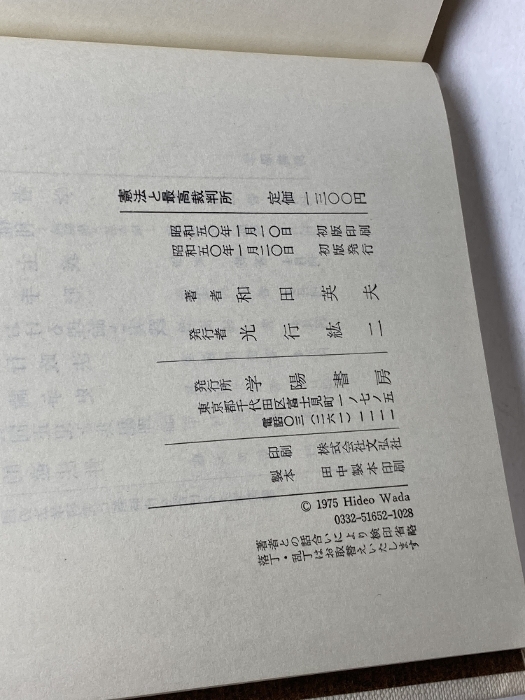 憲法と最高裁判所 定価 一三〇〇円
昭和五〇年一月一〇日 初版印刷
昭和五〇年一月二〇日 初版発行
著者 和田英夫
発行者 光行紘二
発行所 学陽書房
東京都千代田区富士見町一ノ七ノ五
電話〇三(二六一)一一一一
印刷 株式会社文弘社
製本 田中製本印刷
© 1975 Hideo Wada
0332-51652-1028
著者との話合いにより検印省略
落丁・乱丁はお取替えいたします